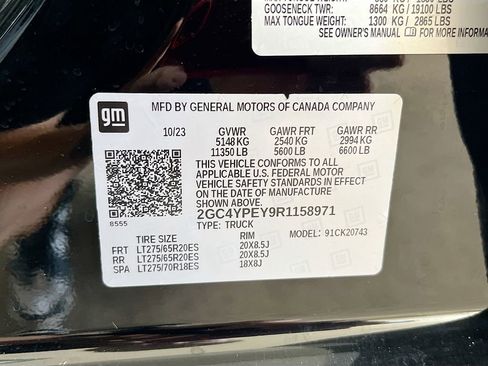 GOOSENECK TWR: 8664 KG / 19100 LBS
MAX TONGUE WEIGHT: 1300 KG / 2865 LBS
SEE OWNER'S MANUAL FOR MORE INFORMA
gm
MFD BY GENERAL MOTORS OF CANADA COMPANY
10/23 GVWR GAWR FRT GAWR RR
5148 KG 2540 KG 2994 KG
11350 LB 5600 LB 6600 LB
THIS VEHICLE CONFORMS TO ALL
APPLICABLE U.S. FEDERAL MOTOR
VEHICLE SAFETY STANDARDS IN EFFECT
ON THE DATE OF MANUFACTURE
SHOWN ABOVE.
2GC4YPEY9R1158971
8555 TYPE: TRUCK 91CK20743
TIRE SIZE RIM
FRT LT275/65R20ES 20X8.5J
RR LT275/65R20ES 20X8.5J
SPA LT275/70R18ES 18X8J